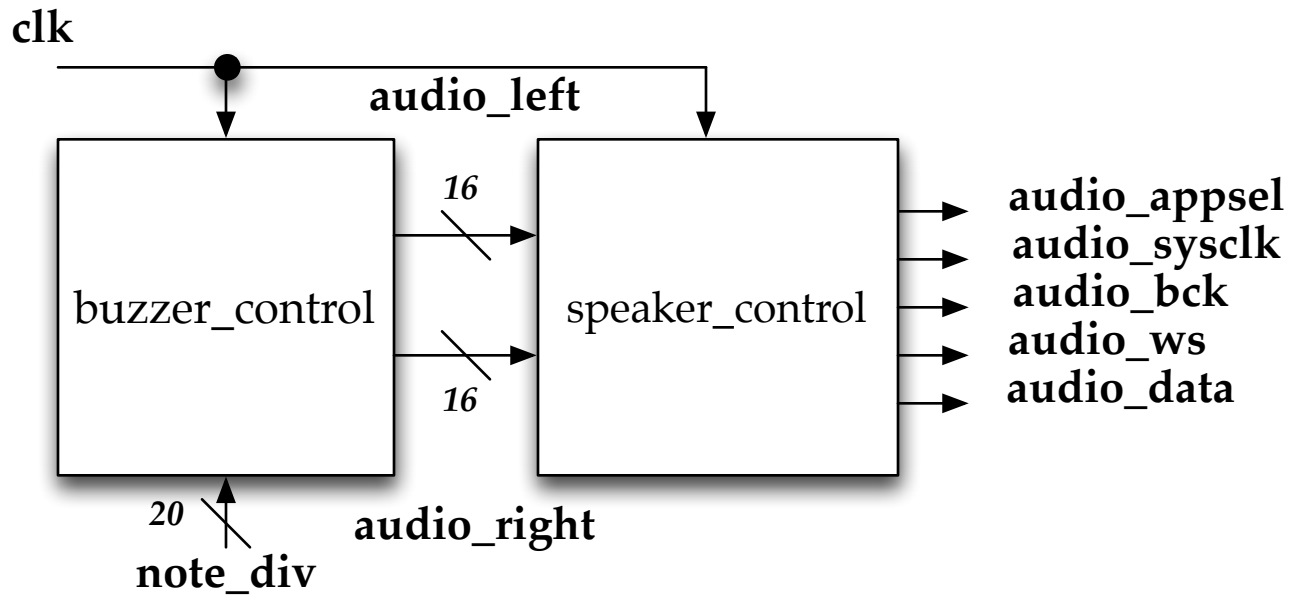 clk
audio_left
16
buzzer_control
16
speaker_control
audio_appsel
audio_sysclk
audio_bck
audio_ws
audio_data
20
note_div
audio_right